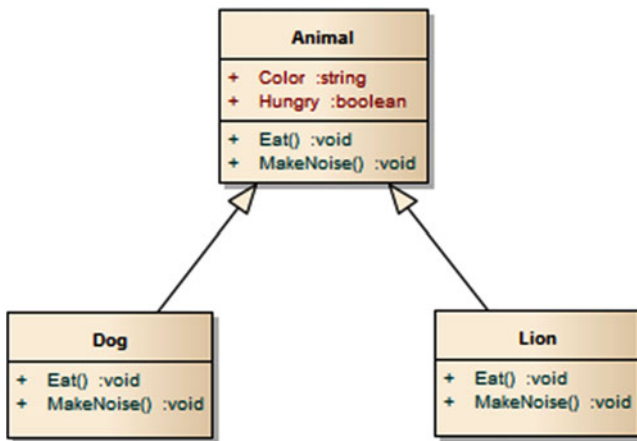 Animal
+ Color :string
+ Hungry :boolean
+ Eat() :void
+ MakeNoise() :void
Dog
+ Eat() :void
+ MakeNoise() :void
Lion
+ Eat() :void
+ MakeNoise() :void